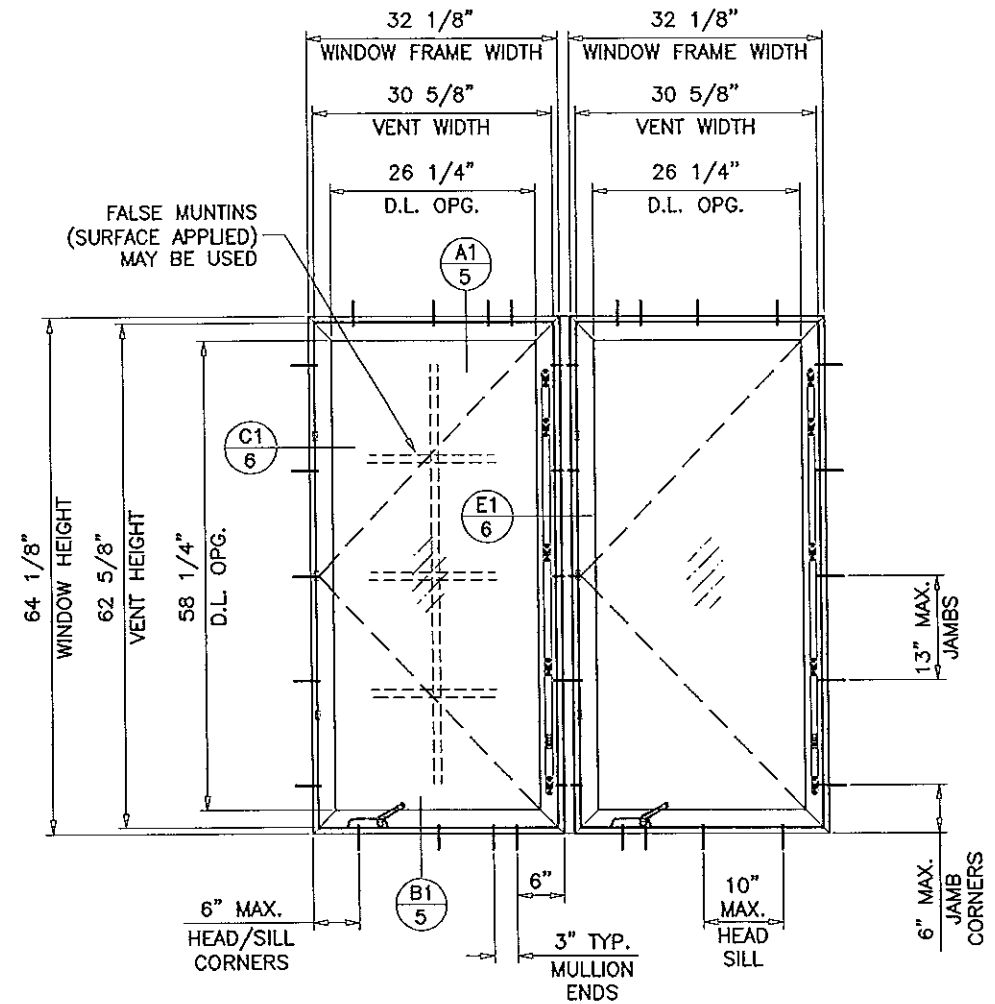 32 1/8"
WINDOW FRAME WIDTH
32 1/8"
WINDOW FRAME WIDTH
30 5/8"
VENT WIDTH
30 5/8"
VENT WIDTH
26 1/4"
D.L. OPG.
26 1/4"
D.L. OPG.
FALSE MUNTINS
(SURFACE APPLIED)
MAY BE USED
A1
5
C1
6
E1
6
64 1/8"
WINDOW HEIGHT
62 5/8"
VENT HEIGHT
58 1/4"
D.L. OPG.
13" MAX.
JAMBS
B1
5
6" MAX.
HEAD/SILL
CORNERS
6"
3" TYP.
MULLION
ENDS
10"
MAX.
HEAD
SILL
6" MAX.
JAMB
CORNERS